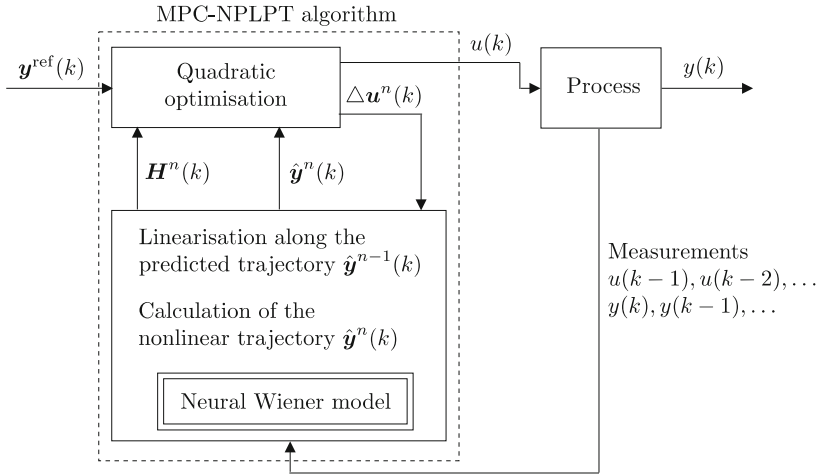 MPC-NPLPT algorithm
y^ref(k)
Quadratic
optimisation
u(k)
△u^n(k)
Process
y(k)
H^n(k)
ŷ^n(k)
Linearisation along the
predicted trajectory ŷ^{n−1}(k)
Calculation of the
nonlinear trajectory ŷ^n(k)
Neural Wiener model
Measurements
u(k − 1), u(k − 2), . . .
y(k), y(k − 1), . . .